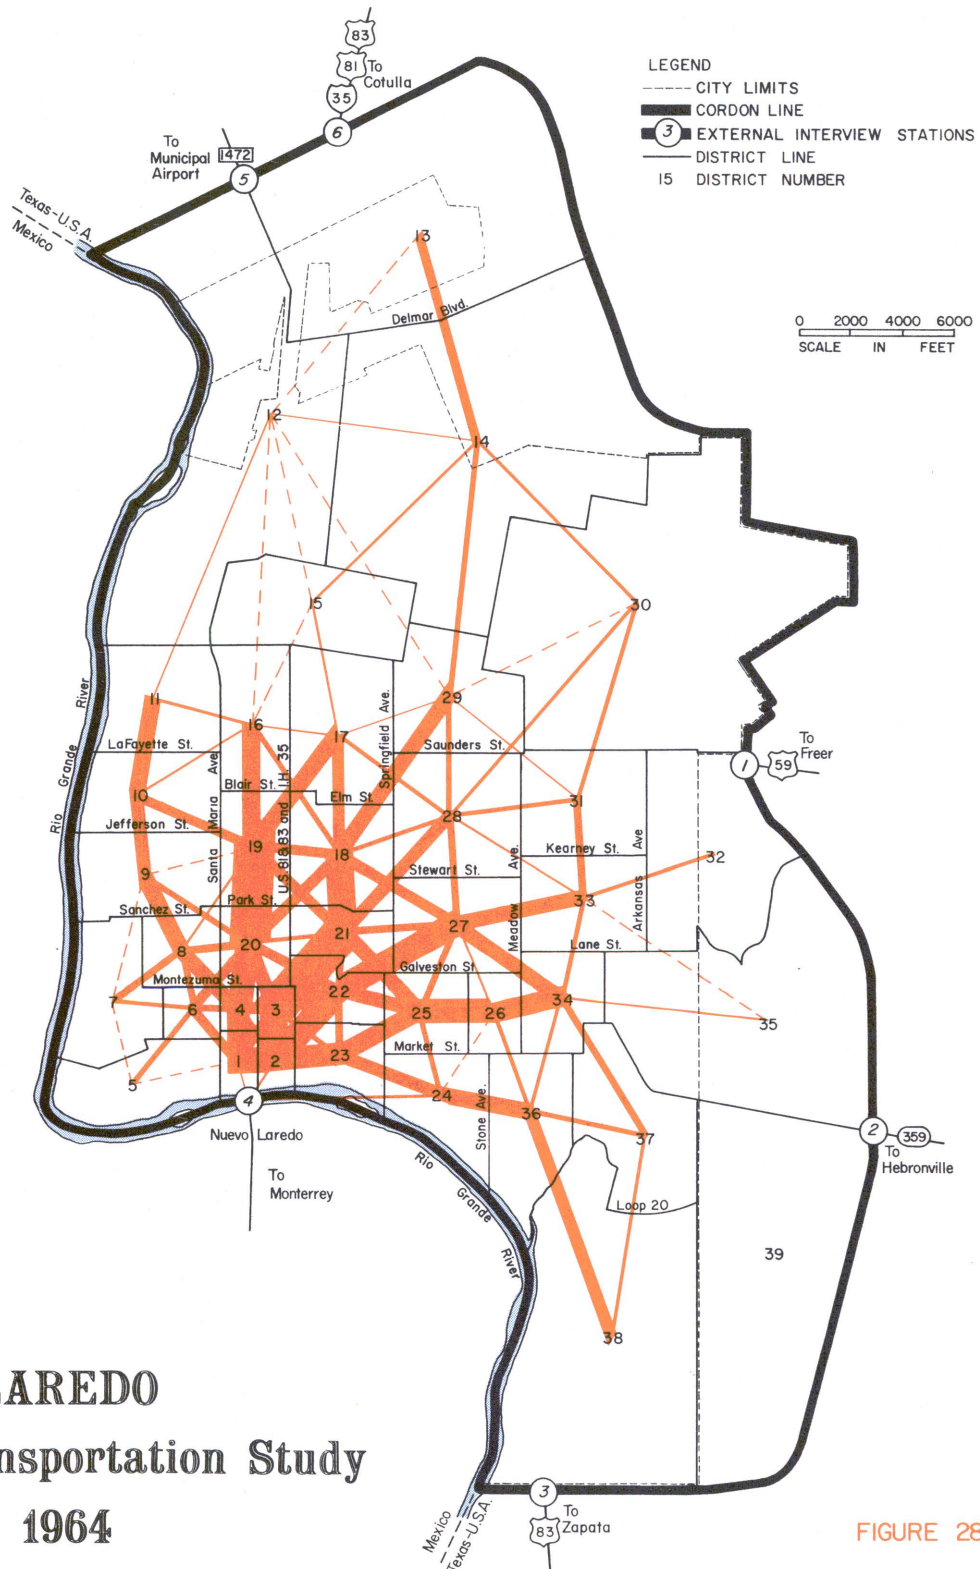 83
81
To
Cotulla
35
6
To
Municipal
Airport
1472
5
Texas-U.S.A.
Mexico
LEGEND
CITY LIMITS
CORDON LINE
3 EXTERNAL INTERVIEW STATIONS
DISTRICT LINE
15 DISTRICT NUMBER
0 2000 4000 6000
SCALE IN FEET
13
Delmar Blvd.
12
14
15
30
11
16
17
29
Rio Grande River
LaFayette St.
Santa Maria Ave.
U.S. 81&83 and I.H. 35
Springfield Ave.
Saunders St.
To
Freer
1
59
10
Blair St.
Elm St.
31
28
Jefferson St.
19
18
Kearney St.
32
Meadow Ave.
Arkansas Ave
9
Stewart St.
33
Sanchez St.
Park St.
8
20
21
27
Lane St.
Montezuma St.
Galveston St.
7
6
4
3
22
25
26
34
35
5
1
2
23
Market St.
24
36
37
Stone Ave.
4
Nuevo Laredo
To
Monterrey
Rio Grande River
Loop 20
2
359
To
Hebronville
39
38
LAREDO
nsportation Study
1964
Mexico
Texas-U.S.A.
3
To
Zapata
83
FIGURE 28